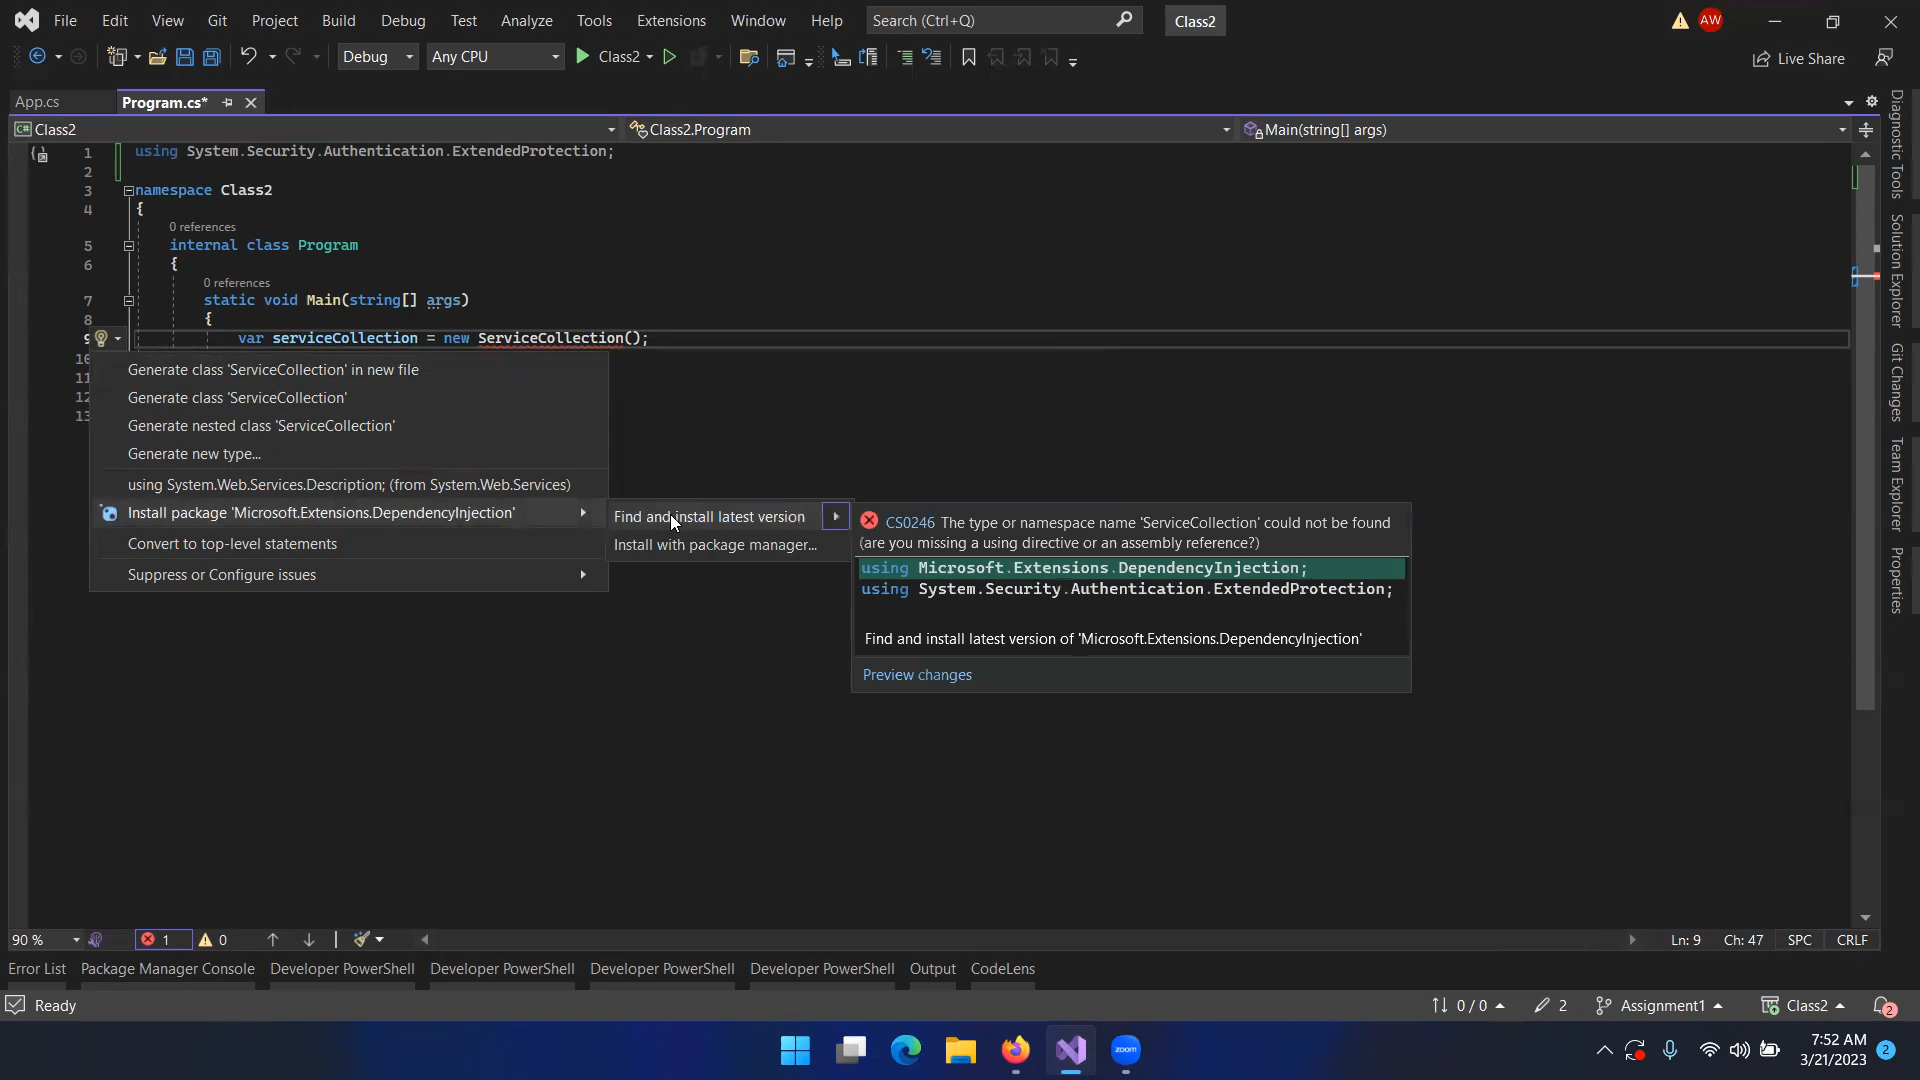 File Edit View Git Project Build Debug Test Analyze Tools Extensions Window Help Search (Ctrl+Q) Class2 AW
Debug Any CPU Class2 Live Share
App.cs Program.cs*
C# Class2 Class2.Program Main(string[] args)
1 using System.Security.Authentication.ExtendedProtection;
2
3 namespace Class2
4 {
0 references
5 internal class Program
6 {
0 references
7 static void Main(string[] args)
8 {
9 var serviceCollection = new ServiceCollection();
10
11
12
13
Generate class 'ServiceCollection' in new file
Generate class 'ServiceCollection'
Generate nested class 'ServiceCollection'
Generate new type...
using System.Web.Services.Description; (from System.Web.Services)
Install package 'Microsoft.Extensions.DependencyInjection'
Convert to top-level statements
Suppress or Configure issues
Find and install latest version
Install with package manager...
CS0246 The type or namespace name 'ServiceCollection' could not be found
(are you missing a using directive or an assembly reference?)
using Microsoft.Extensions.DependencyInjection;
using System.Security.Authentication.ExtendedProtection;
Find and install latest version of 'Microsoft.Extensions.DependencyInjection'
Preview changes
Diagnostic Tools
Solution Explorer
Git Changes
Team Explorer
Properties
90 % 1 0 Ln: 9 Ch: 47 SPC CRLF
Error List Package Manager Console Developer PowerShell Developer PowerShell Developer PowerShell Developer PowerShell Output CodeLens
Ready 0 / 0 2 Assignment1 Class2 2
zoom
7:52 AM
3/21/2023 2